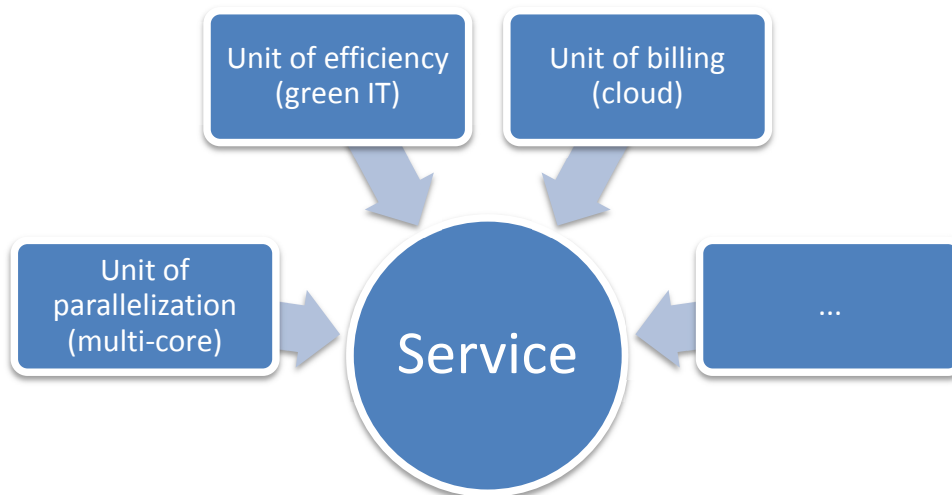 Unit of efficiency
(green IT)
Unit of billing
(cloud)
Unit of
parallelization
(multi-core)
...
Service